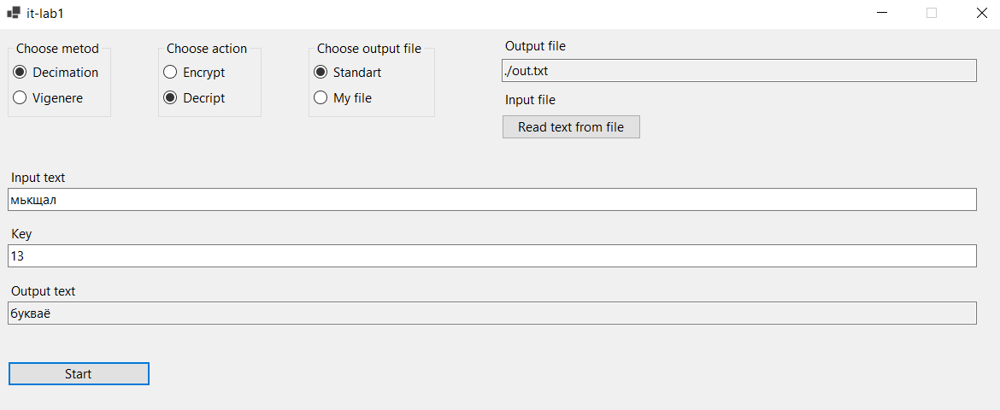 it-lab1
Choose metod
Decimation
Vigenere
Choose action
Encrypt
Decript
Choose output file
Standart
My file
Output file
./out.txt
Input file
Read text from file
Input text
мькщал
Key
13
Output text
букваё
Start